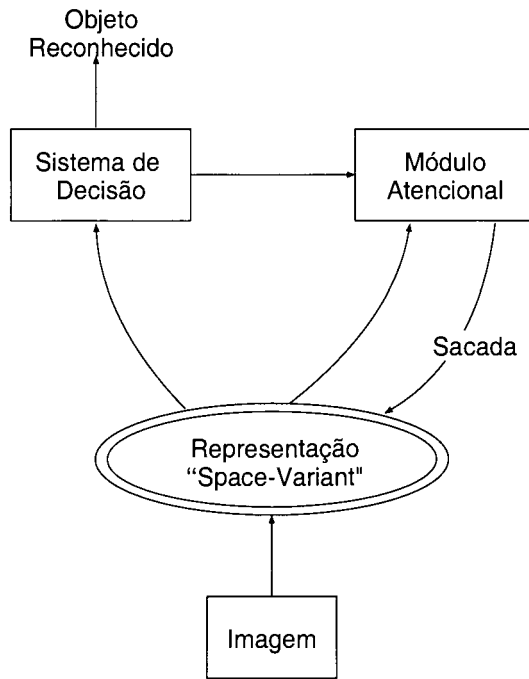 Objeto
Reconhecido
Sistema de
Decisão
Módulo
Atencional
Sacada
Representação
“Space-Variant"
Imagem